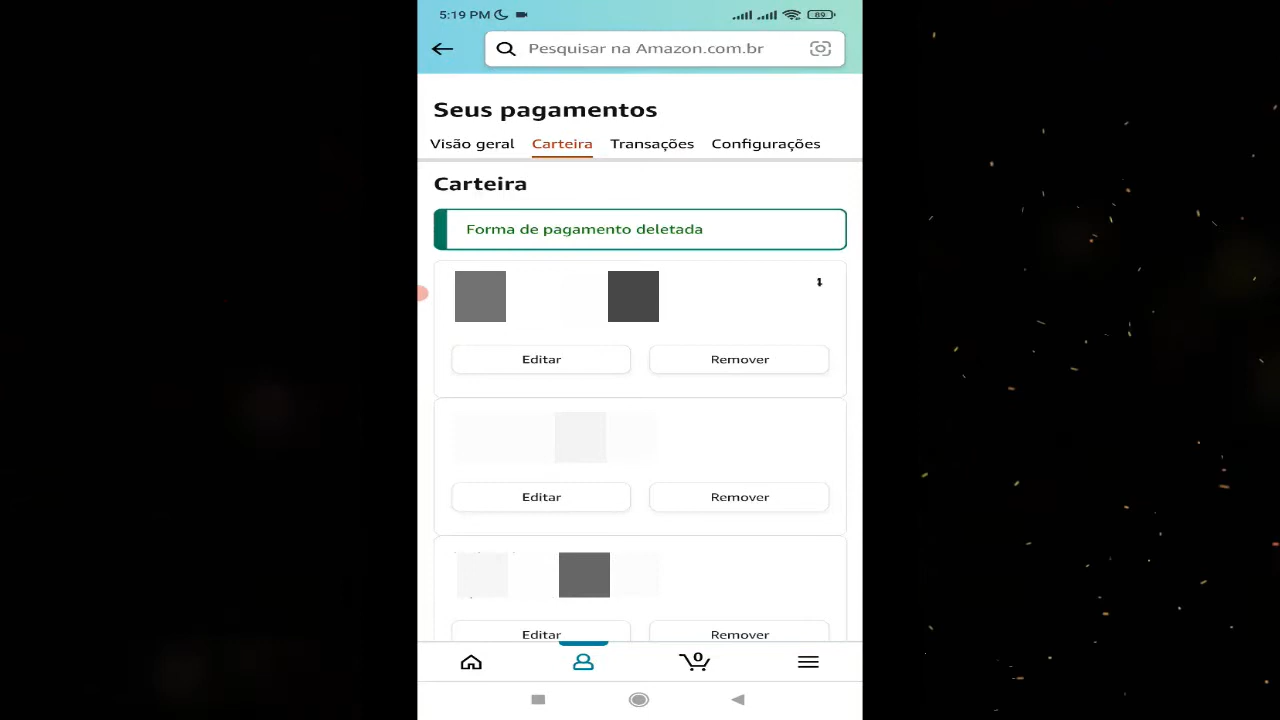 5:19 PM
89
Pesquisar na Amazon.com.br
Seus pagamentos
Visão geral Carteira Transações Configurações
Carteira
Forma de pagamento deletada
Editar Remover
Editar Remover
Editar Remover
0